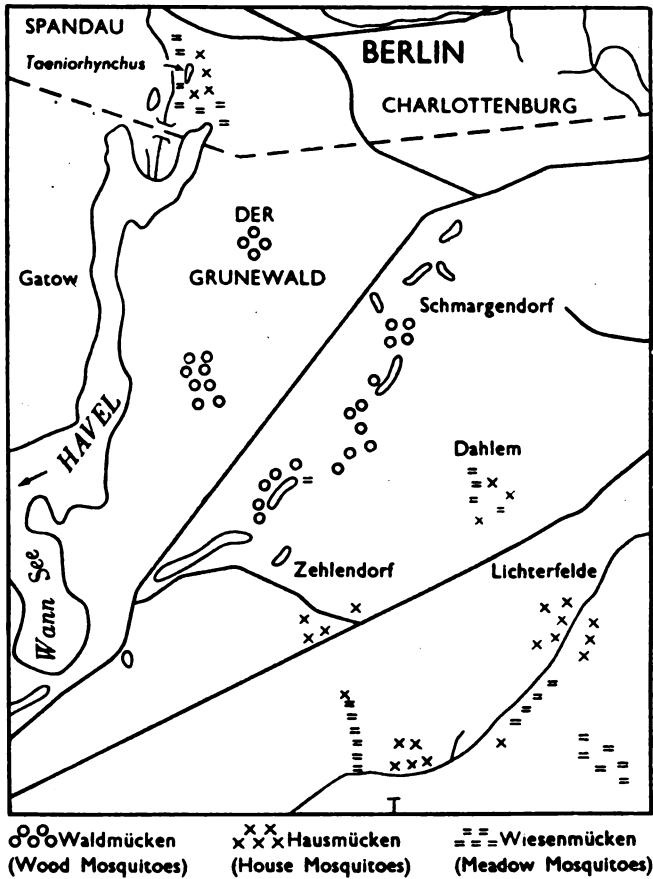 SPANDAU
Taeniorhynchus
BERLIN
CHARLOTTENBURG
DER
GRUNEWALD
Gatow
Schmargendorf
HAVEL
Dahlem
Wann See
Zehlendorf
Lichterfelde
Waldmücken
(Wood Mosquitoes)
Hausmücken
(House Mosquitoes)
Wiesenmücken
(Meadow Mosquitoes)